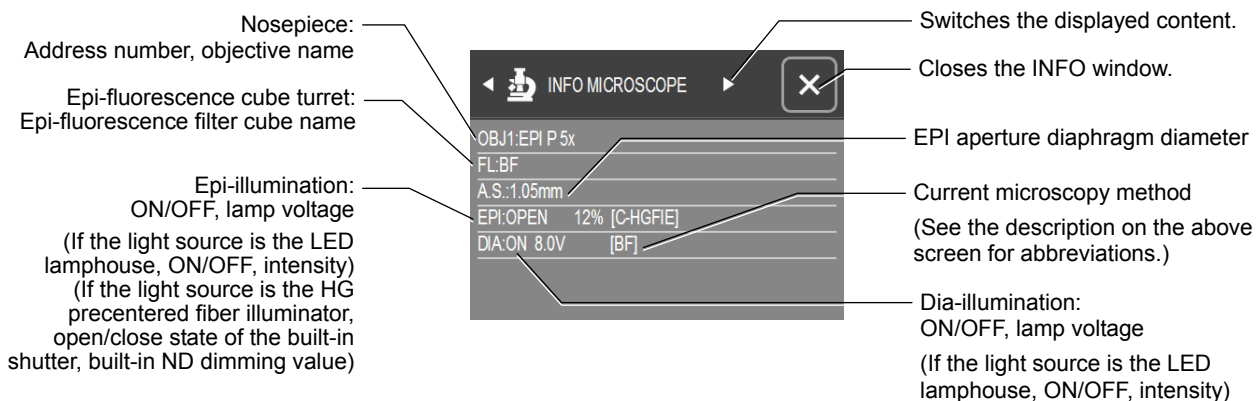 Nosepiece:
Address number, objective name
Epi-fluorescence cube turret:
Epi-fluorescence filter cube name
Epi-illumination:
ON/OFF, lamp voltage
(If the light source is the LED
lamphouse, ON/OFF, intensity)
(If the light source is the HG
precentered fiber illuminator,
open/close state of the built-in
shutter, built-in ND dimming value)
INFO MICROSCOPE
OBJ1:EPI P 5x
FL:BF
A.S.:1.05mm
EPI:OPEN 12% [C-HGFIE]
DIA:ON 8.0V [BF]
Switches the displayed content.
Closes the INFO window.
EPI aperture diaphragm diameter
Current microscopy method
(See the description on the above
screen for abbreviations.)
Dia-illumination:
ON/OFF, lamp voltage
(If the light source is the LED
lamphouse, ON/OFF, intensity)